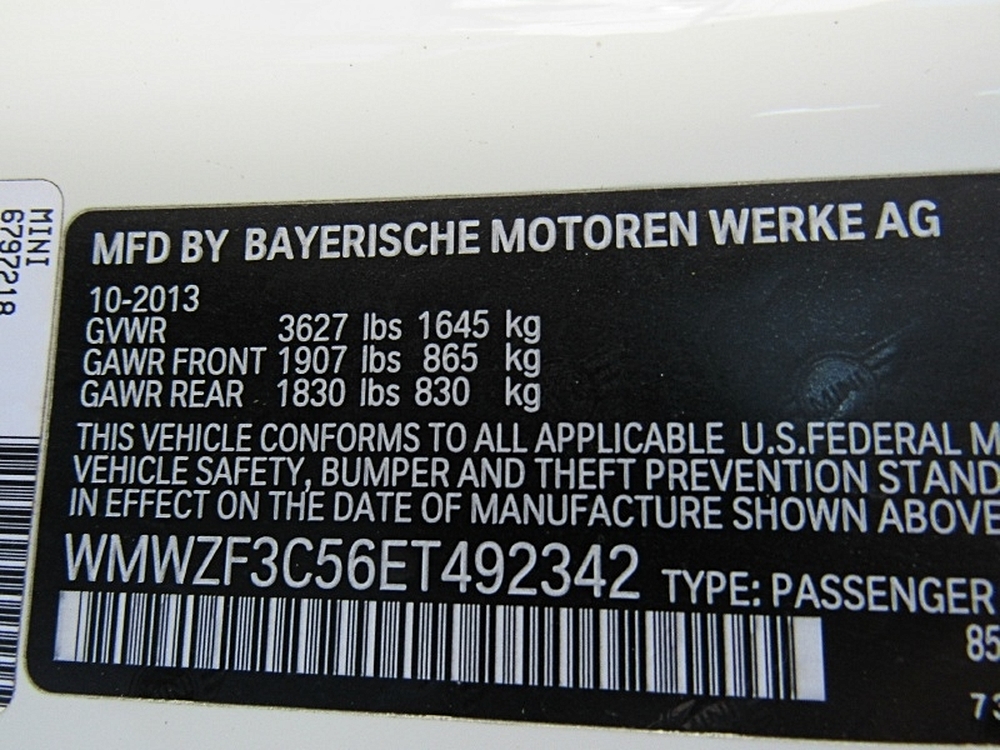 MINI
6797218
MFD BY BAYERISCHE MOTOREN WERKE AG
10-2013
GVWR 3627 lbs 1645 kg
GAWR FRONT 1907 lbs 865 kg
GAWR REAR 1830 lbs 830 kg
THIS VEHICLE CONFORMS TO ALL APPLICABLE U.S.FEDERAL M
VEHICLE SAFETY, BUMPER AND THEFT PREVENTION STAND
IN EFFECT ON THE DATE OF MANUFACTURE SHOWN ABOVE
WMWZF3C56ET492342 TYPE: PASSENGER
85
73
MINI